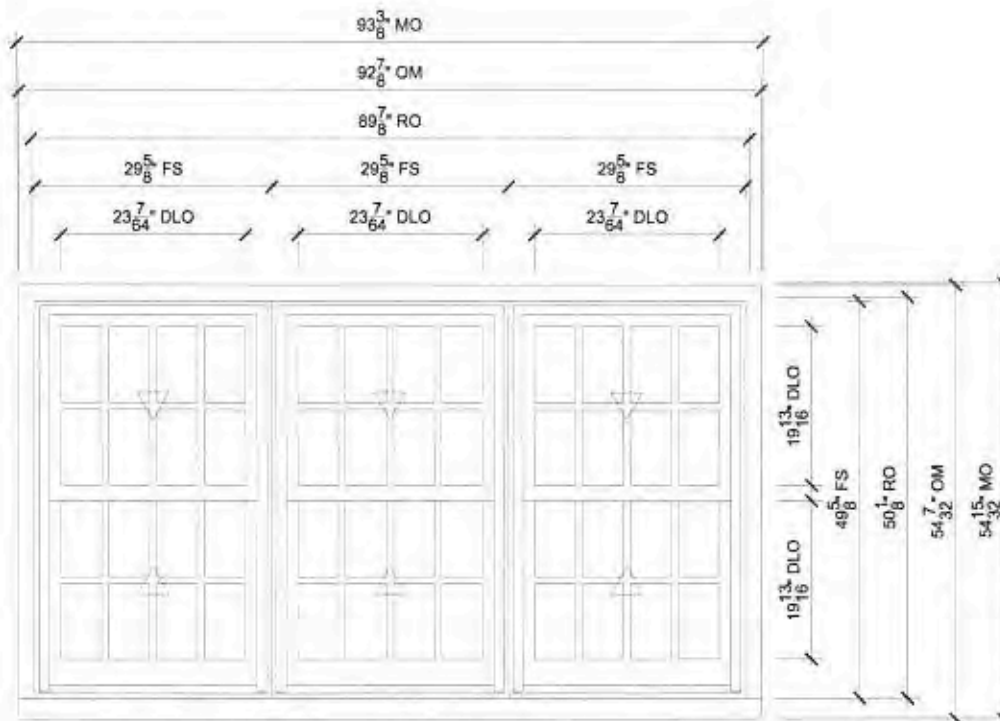 93 3/8" MO
92 7/8" OM
89 7/8" RO
29 5/8" FS 29 5/8" FS 29 5/8" FS
23 7/64" DLO 23 7/64" DLO 23 7/64" DLO
19 13/16" DLO
19 13/16" DLO
49 5/8" FS
50 1/8" RO
54 7/32" OM
54 15/32" MO